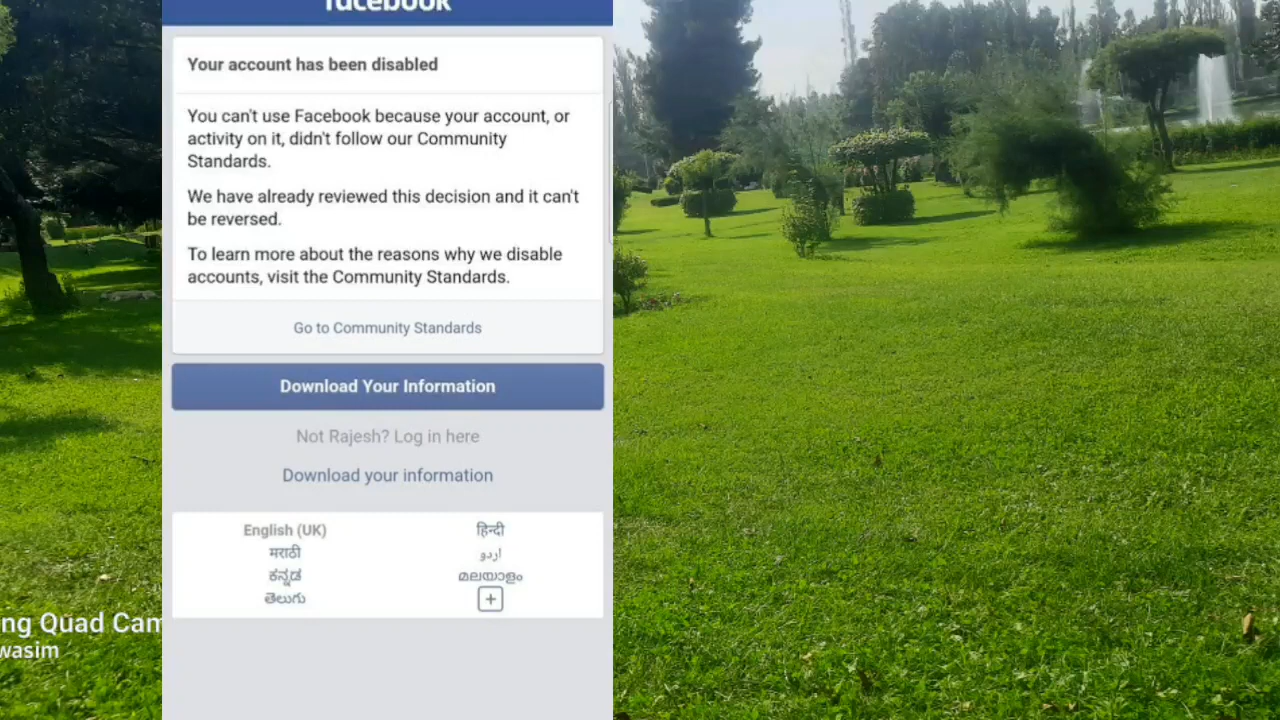 facebook
Your account has been disabled
You can't use Facebook because your account, or
activity on it, didn't follow our Community
Standards.
We have already reviewed this decision and it can't
be reversed.
To learn more about the reasons why we disable
accounts, visit the Community Standards.
Go to Community Standards
Download Your Information
Not Rajesh? Log in here
Download your information
English (UK)
हिन्दी
मराठी
اردو
ಕನ್ನಡ
മലയാളം
తెలుగు
+
ng Quad Cam
wasim